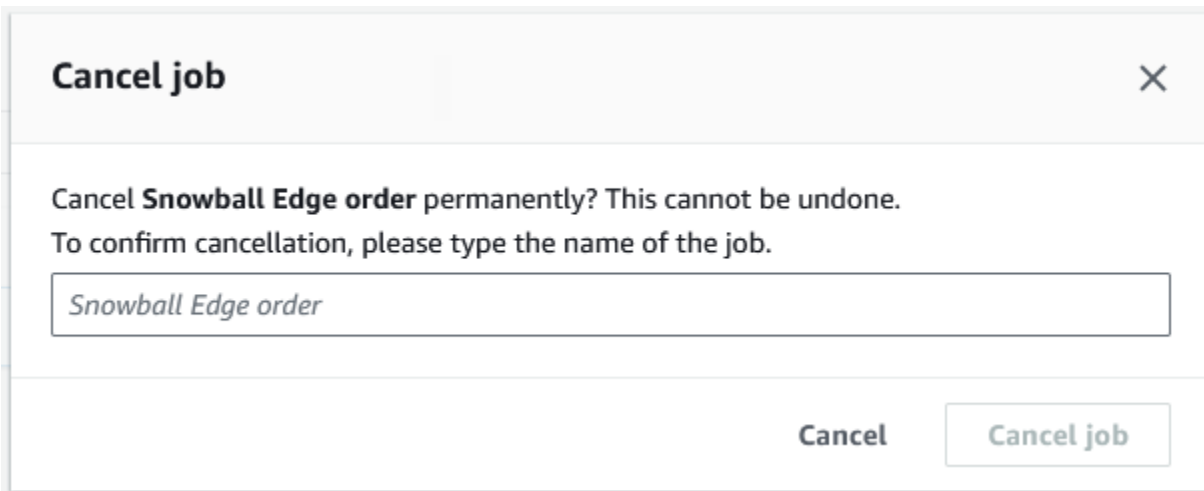 Cancel job
Cancel Snowball Edge order permanently? This cannot be undone.
To confirm cancellation, please type the name of the job.
Snowball Edge order
Cancel
Cancel job